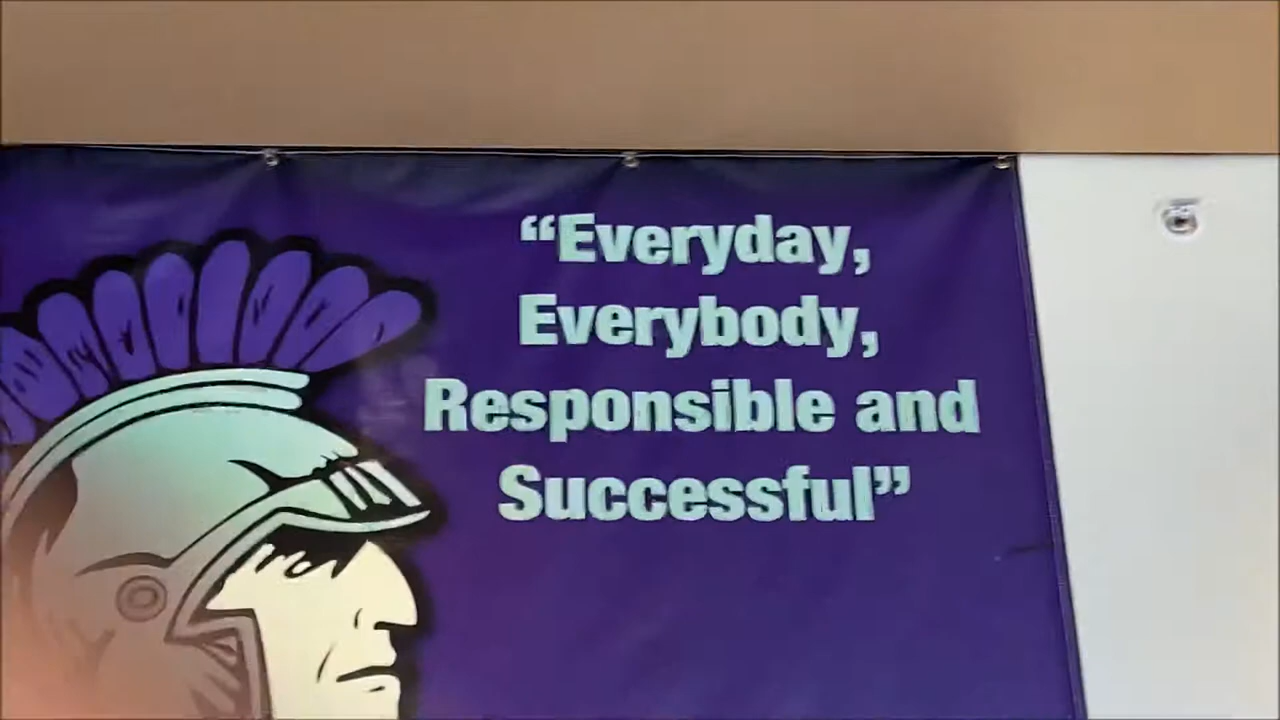 “Everyday,
Everybody,
Responsible and
Successful”